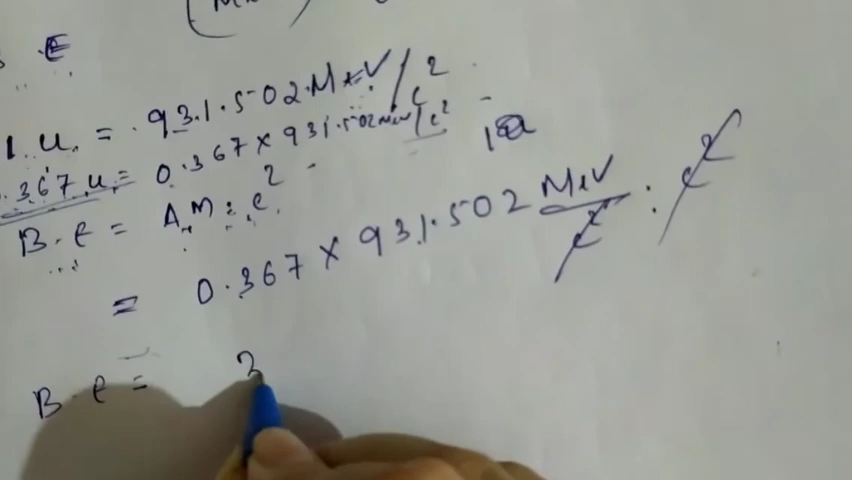 E
1 u. = 931.502 MeV/c²
0.367 u = 0.367 × 931.502 MeV/c²
B.e = Δm . c²
= 0.367 × 931.502 MeV/c² . c²
B.e = 3